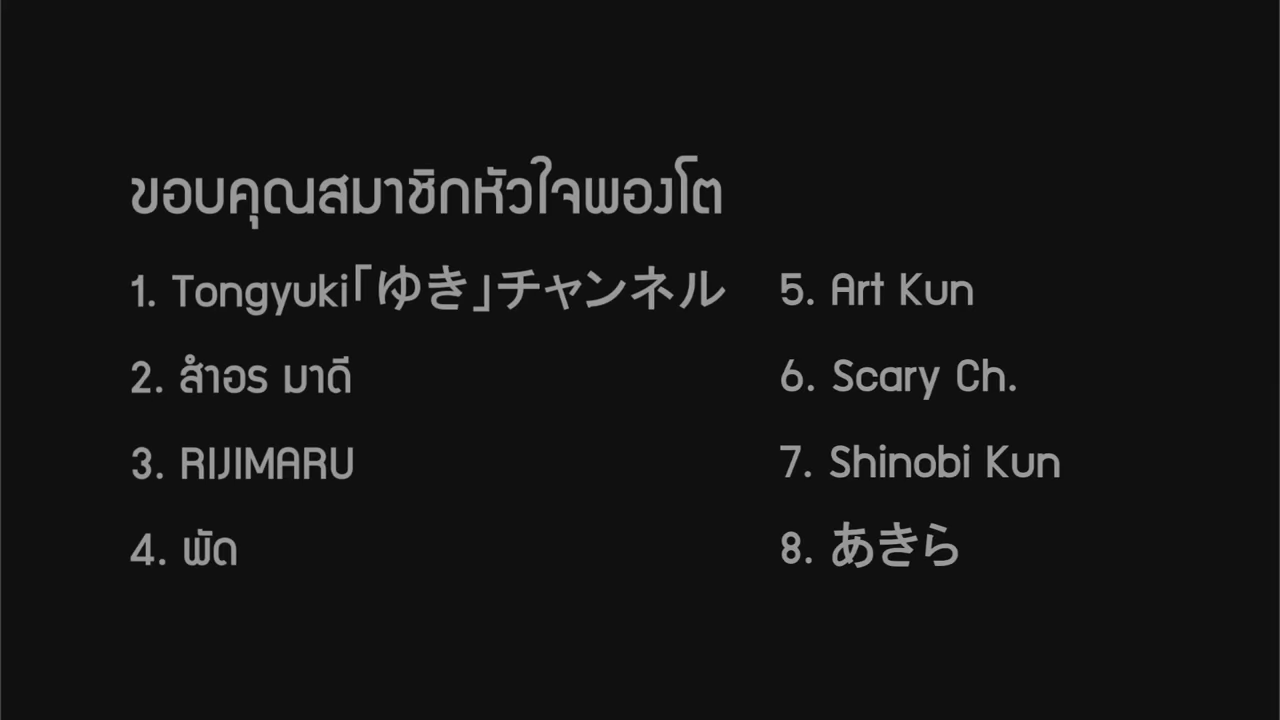 ขอบคุณสมาชิกหัวใจพองโต
1. Tongyuki「ゆき」チャンネル
2. สำอร มาดี
3. RIJIMARU
4. พัด
5. Art Kun
6. Scary Ch.
7. Shinobi Kun
8. あきら